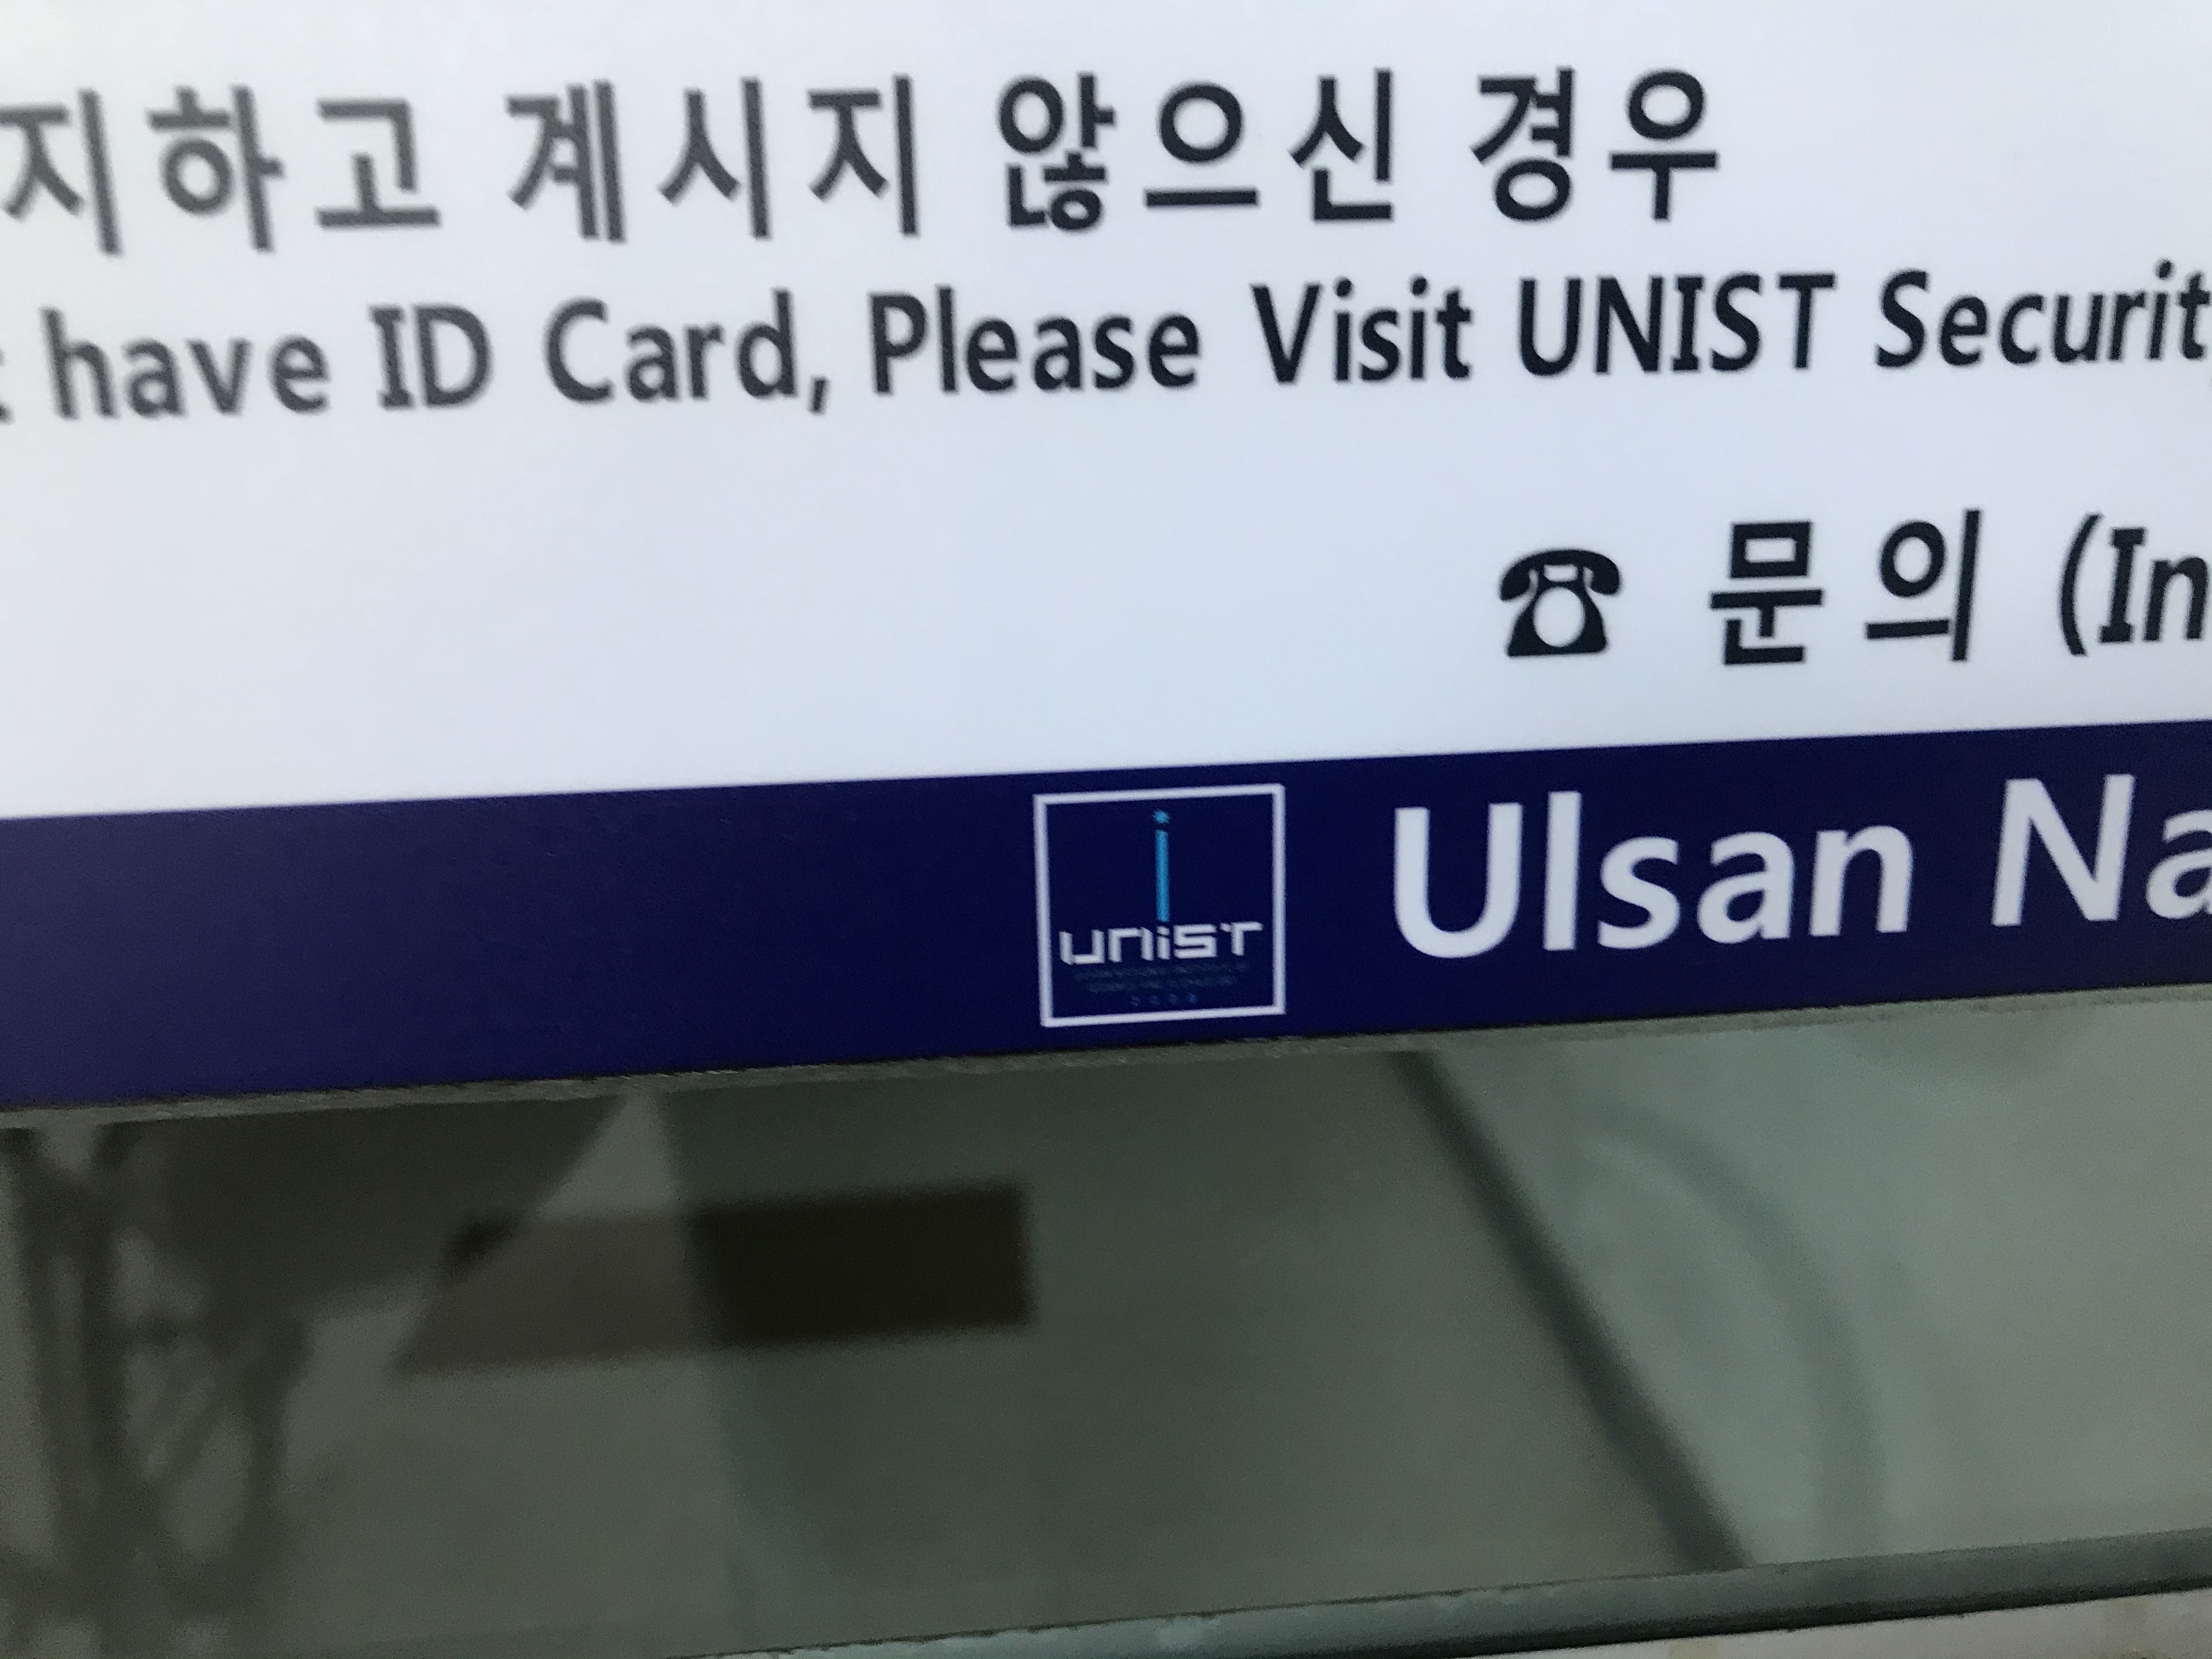 지하고 계시지 않으신 경우
have ID Card, Please Visit UNIST Securit
☎ 문의 (In
UNIST
Ulsan Na